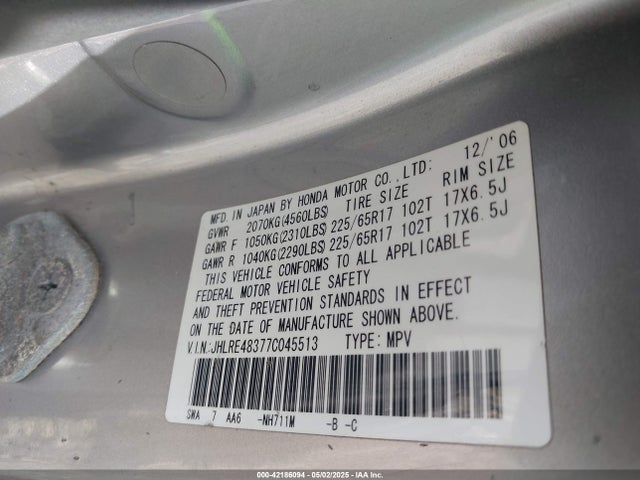 MFD. IN JAPAN BY HONDA MOTOR CO., LTD: 12/'06
GVWR 2070KG(4560LBS) TIRE SIZE RIM SIZE
GAWR F 1050KG(2310LBS) 225/65R17 102T 17X6.5J
GAWR R 1040KG(2290LBS) 225/65R17 102T 17X6.5J
THIS VEHICLE CONFORMS TO ALL APPLICABLE
FEDERAL MOTOR VEHICLE SAFETY
AND THEFT PREVENTION STANDARDS IN EFFECT
ON THE DATE OF MANUFACTURE SHOWN ABOVE.
V.I.N.:JHLRE48377C045513 TYPE: MPV
SWA 7 AA6 -NH711M -B -C
000-42186094 | 05/02/2025 | IAA Inc.